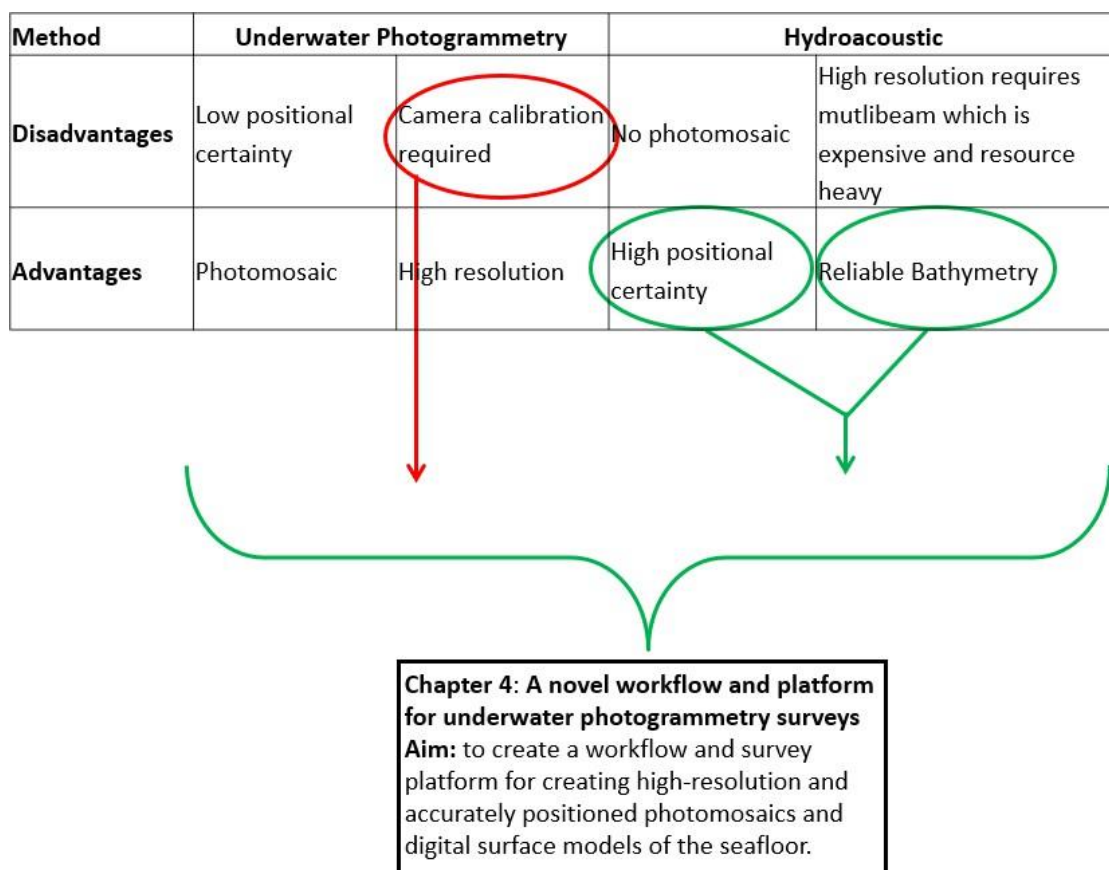 Method
Underwater Photogrammetry
Hydroacoustic
Disadvantages
Low positional
certainty
Camera calibration
required
No photomosaic
High resolution requires
mutlibeam which is
expensive and resource
heavy
Advantages
Photomosaic
High resolution
High positional
certainty
Reliable Bathymetry
Chapter 4: A novel workflow and platform
for underwater photogrammetry surveys
Aim: to create a workflow and survey
platform for creating high-resolution and
accurately positioned photomosaics and
digital surface models of the seafloor.